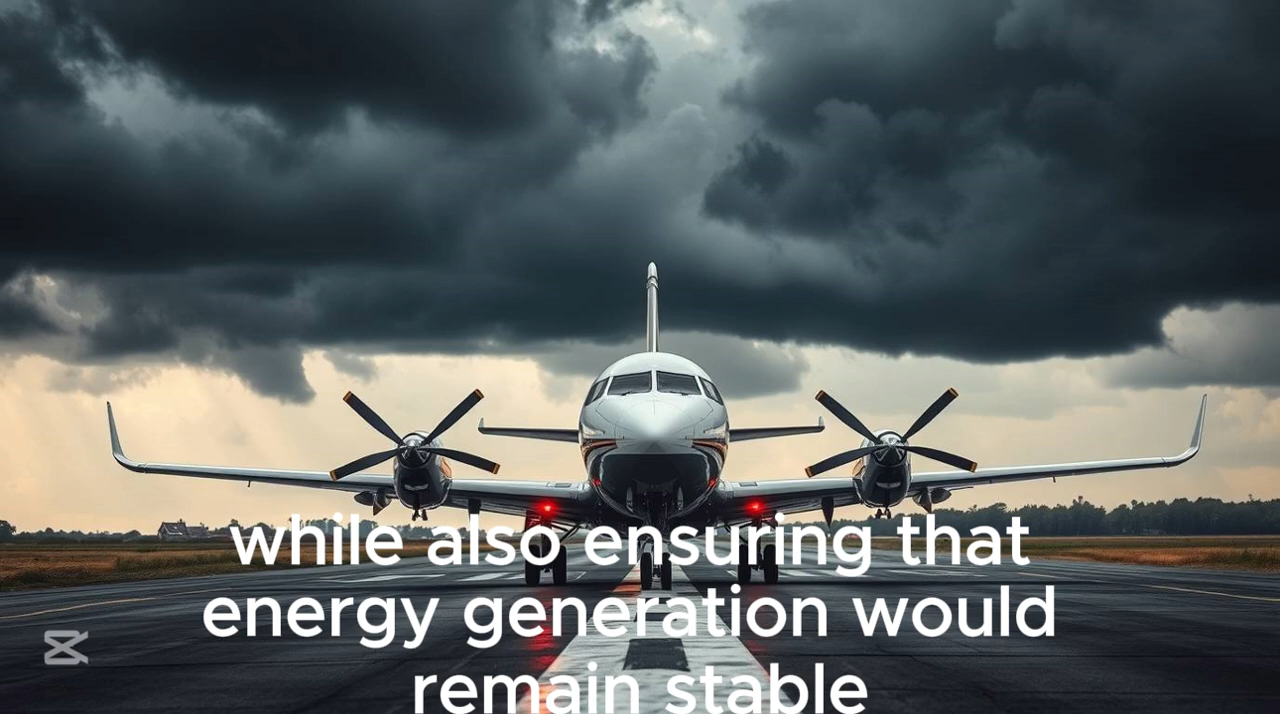 while also ensuring that
energy generation would
remain stable